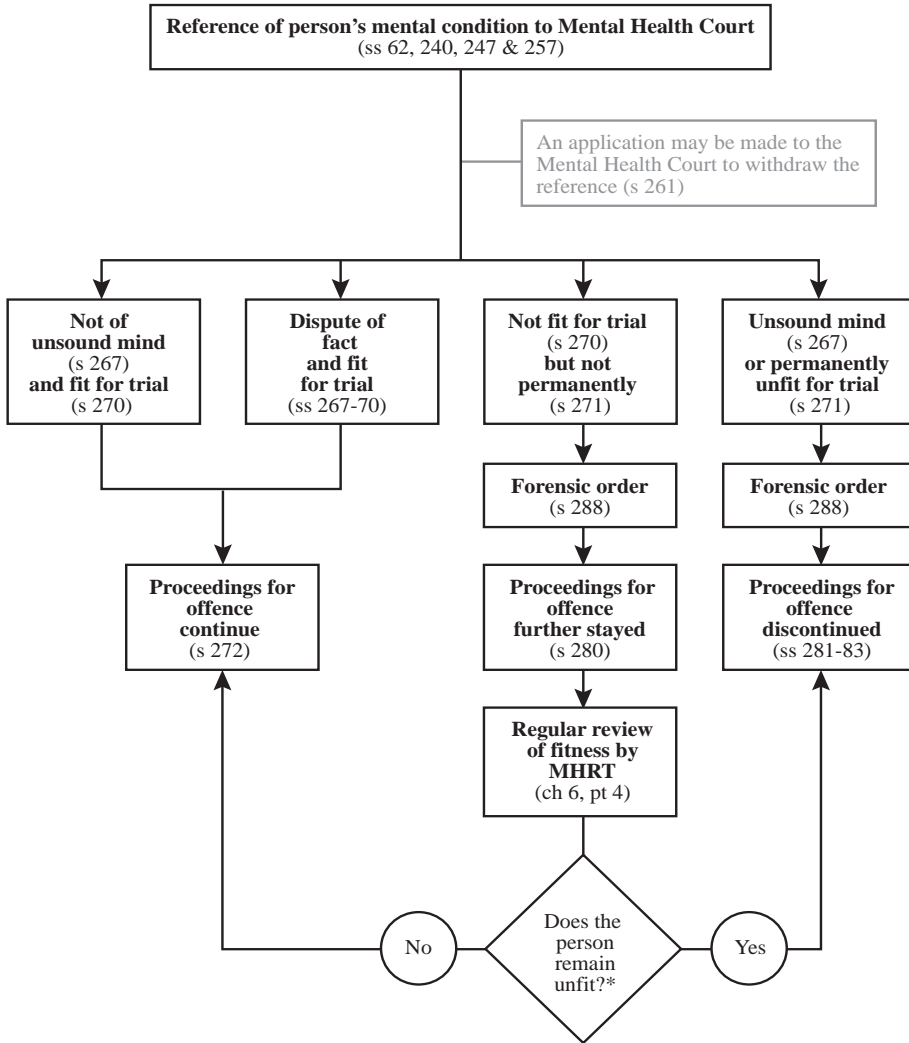 Reference of person's mental condition to Mental Health Court
(ss 62, 240, 247 & 257)
An application may be made to the
Mental Health Court to withdraw the
reference (s 261)
Not of
unsound mind
(s 267)
and fit for trial
(s 270)
Dispute of
fact
and fit
for trial
(ss 267-70)
Not fit for trial
(s 270)
but not
permanently
(s 271)
Unsound mind
(s 267)
or permanently
unfit for trial
(s 271)
Forensic order
(s 288)
Forensic order
(s 288)
Proceedings for
offence
continue
(s 272)
Proceedings for
offence
further stayed
(s 280)
Proceedings for
offence
discontinued
(ss 281-83)
Regular review
of fitness by
MHRT
(ch 6, pt 4)
No
Does the
person
remain
unfit?*
Yes